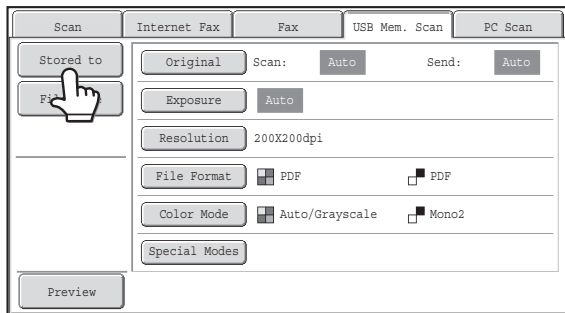 Scan Internet Fax Fax USB Mem. Scan PC Scan
Stored to
Original Scan: Auto Send: Auto
Exposure Auto
Resolution 200X200dpi
File Format PDF PDF
Color Mode Auto/Grayscale Mono2
Special Modes
Preview